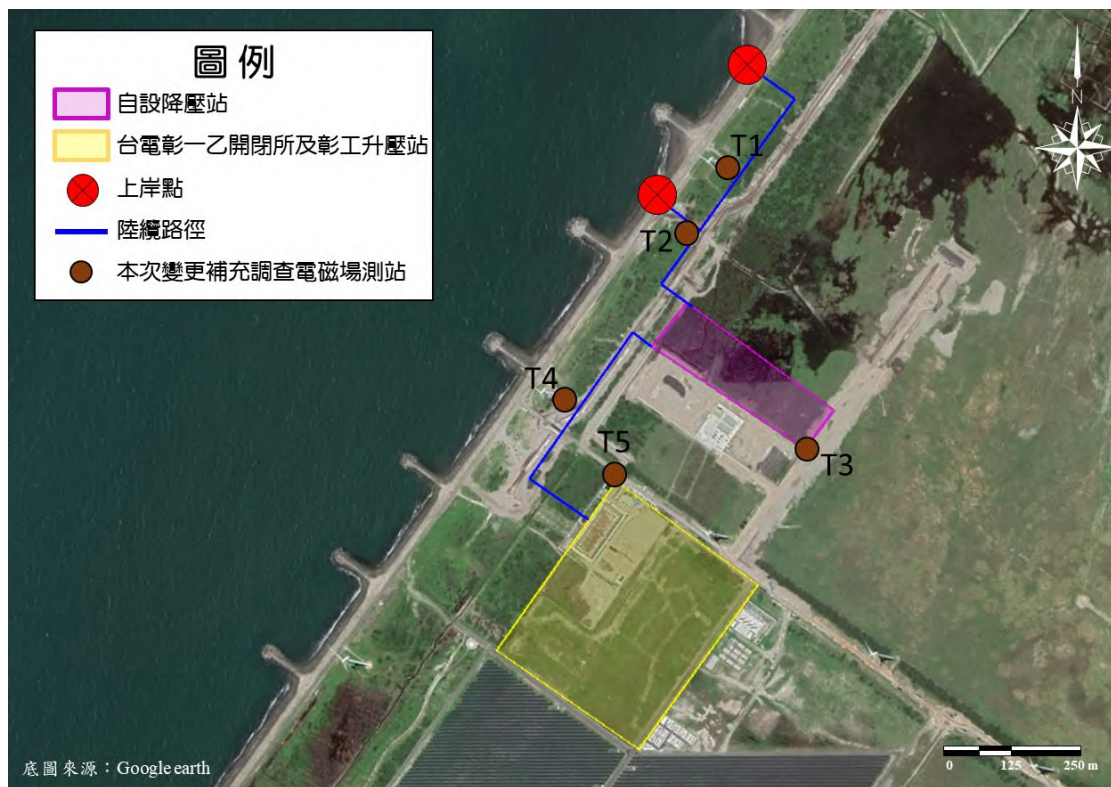 圖例
自設降壓站
台電彰一乙開閉所及彰工升壓站
上岸點
陸纜路徑
本次變更補充調查電磁場測站
N
T1
T2
T4
T5
T3
底圖來源：Google earth
0 125 250 m